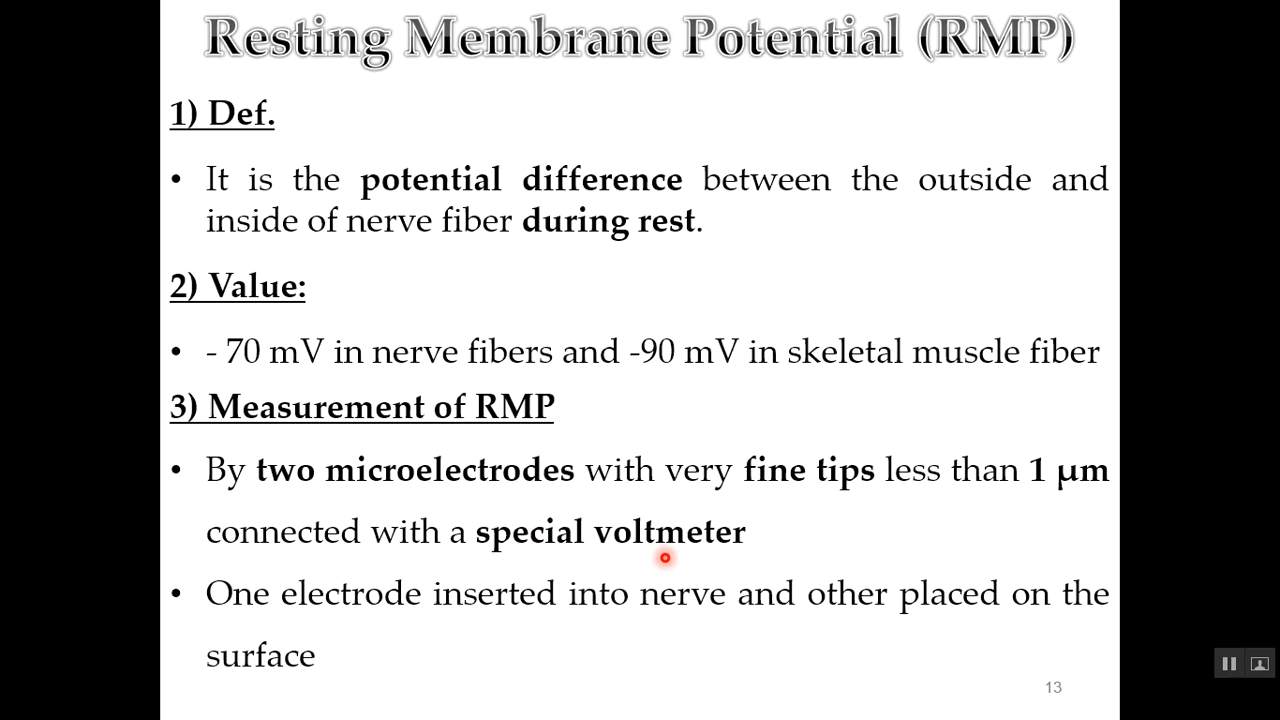 Resting Membrane Potential (RMP)
1) Def.
• It is the potential difference between the outside and
inside of nerve fiber during rest.
2) Value:
• - 70 mV in nerve fibers and -90 mV in skeletal muscle fiber
3) Measurement of RMP
• By two microelectrodes with very fine tips less than 1 µm
connected with a special voltmeter
• One electrode inserted into nerve and other placed on the
surface
13